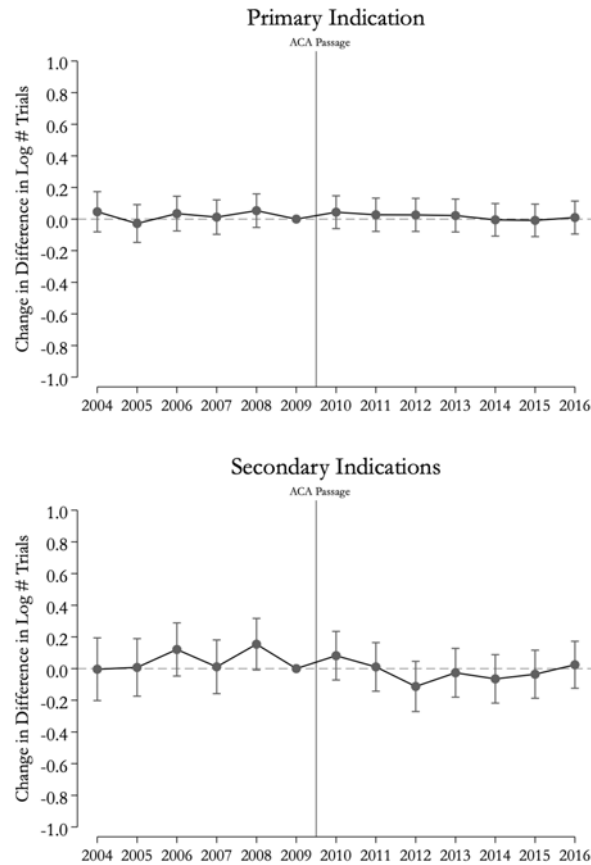 Primary Indication
ACA Passage
Change in Difference in Log # Trials
1.0
0.8
0.6
0.4
0.2
0.0
-0.2
-0.4
-0.6
-0.8
-1.0
2004 2005 2006 2007 2008 2009 2010 2011 2012 2013 2014 2015 2016
Secondary Indications
ACA Passage
Change in Difference in Log # Trials
1.0
0.8
0.6
0.4
0.2
0.0
-0.2
-0.4
-0.6
-0.8
-1.0
2004 2005 2006 2007 2008 2009 2010 2011 2012 2013 2014 2015 2016